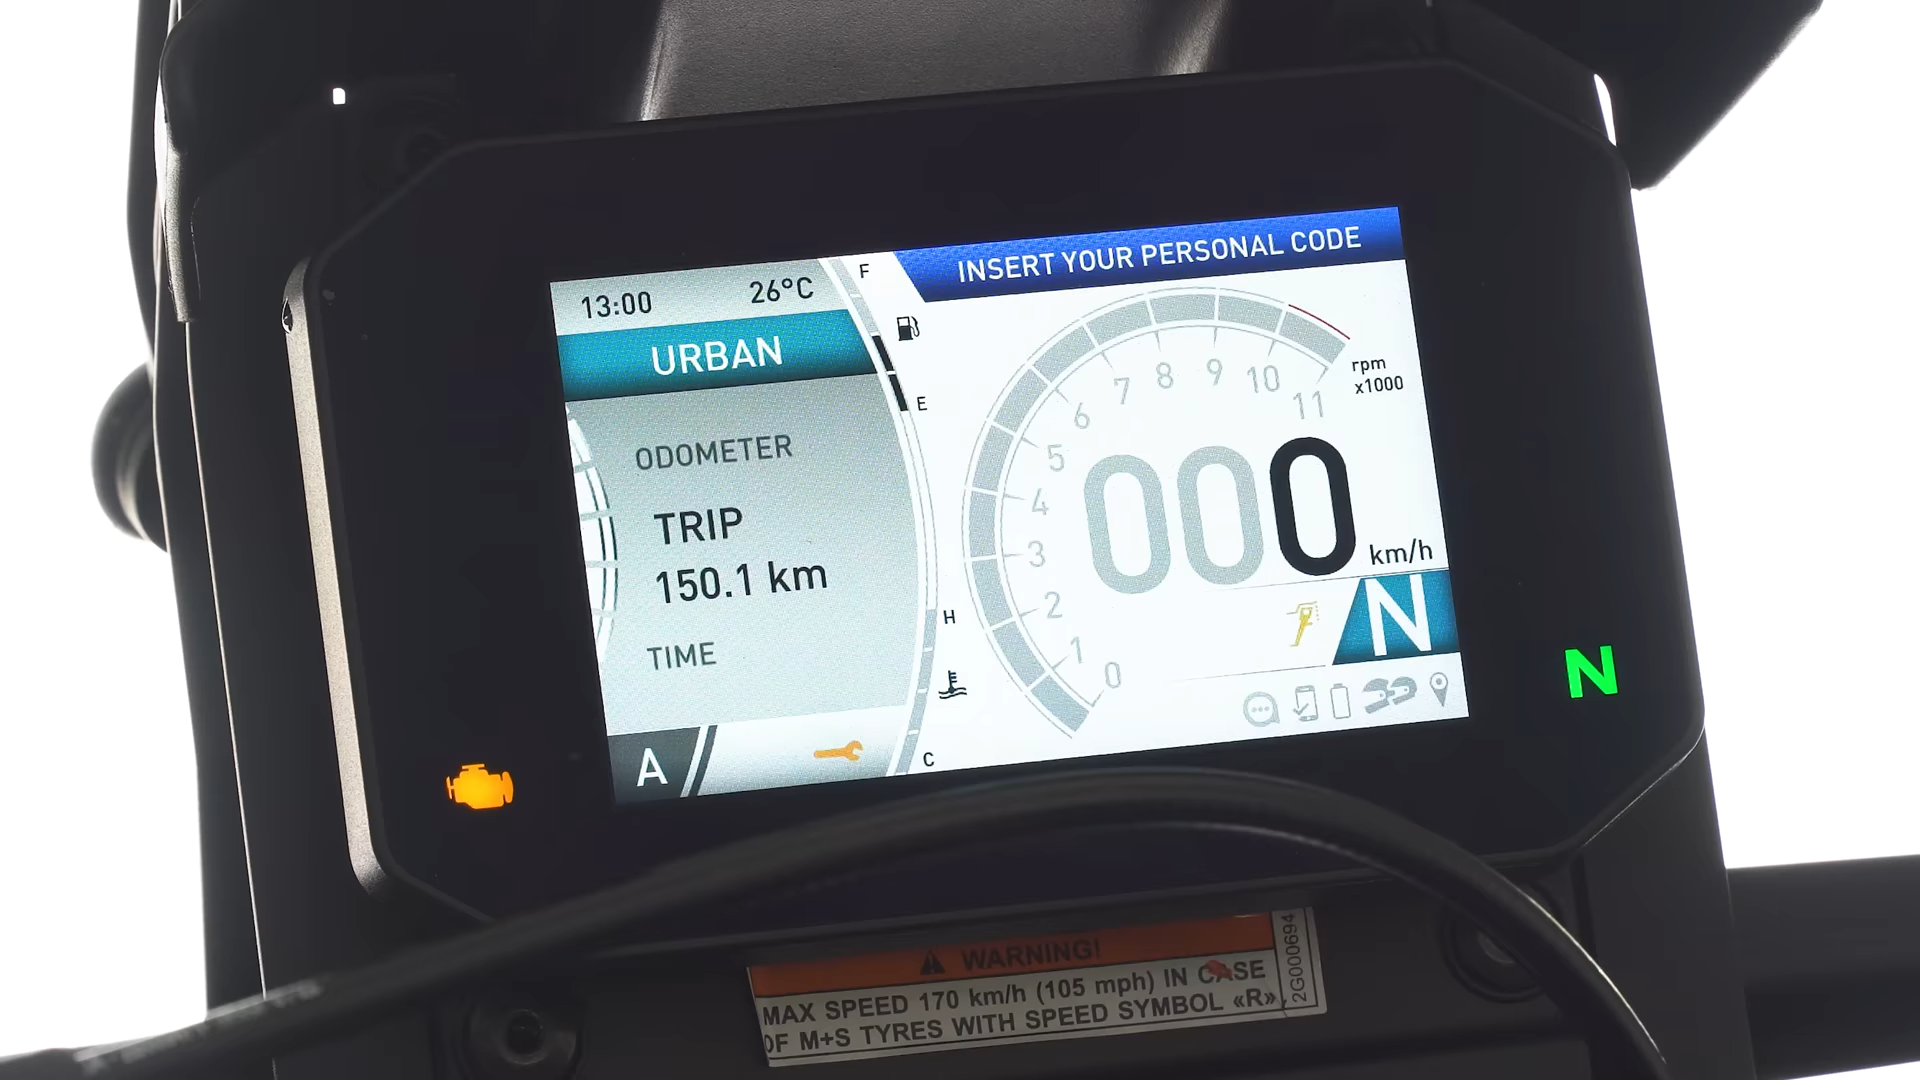 INSERT YOUR PERSONAL CODE
13:00 26°C F
URBAN
E
ODOMETER
TRIP
150.1 km
TIME
H
C
A
rpm
x1000
11
10
9
8
7
6
5
4
3
2
1
0
000 km/h
N
N
WARNING!
MAX SPEED 170 km/h (105 mph) IN CASE
OF M+S TYRES WITH SPEED SYMBOL «R»
2G000694